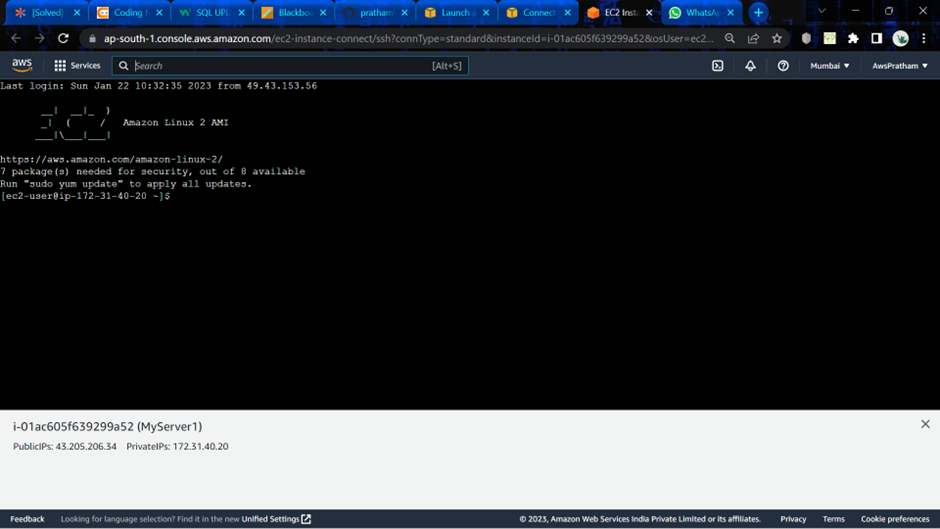 {Solved}
Coding
SQL UPD
Blackbo
pratham
Launch a
Connect
EC2 Inst
WhatsAp
ap-south-1.console.aws.amazon.com/ec2-instance-connect/ssh?connType=standard&instanceId=i-01ac605f639299a52&osUser=ec2...
aws Services Search [Alt+S] Mumbai AwsPratham
Last login: Sun Jan 22 10:32:35 2023 from 49.43.153.56
__| __|_ )
_| ( / Amazon Linux 2 AMI
___|\___|___|
https://aws.amazon.com/amazon-linux-2/
7 package(s) needed for security, out of 8 available
Run "sudo yum update" to apply all updates.
[ec2-user@ip-172-31-40-20 ~]$
i-01ac605f639299a52 (MyServer1)
PublicIPs: 43.205.206.34 PrivateIPs: 172.31.40.20
Feedback Looking for language selection? Find it in the new Unified Settings © 2023, Amazon Web Services India Private Limited or its affiliates. Privacy Terms Cookie preferences